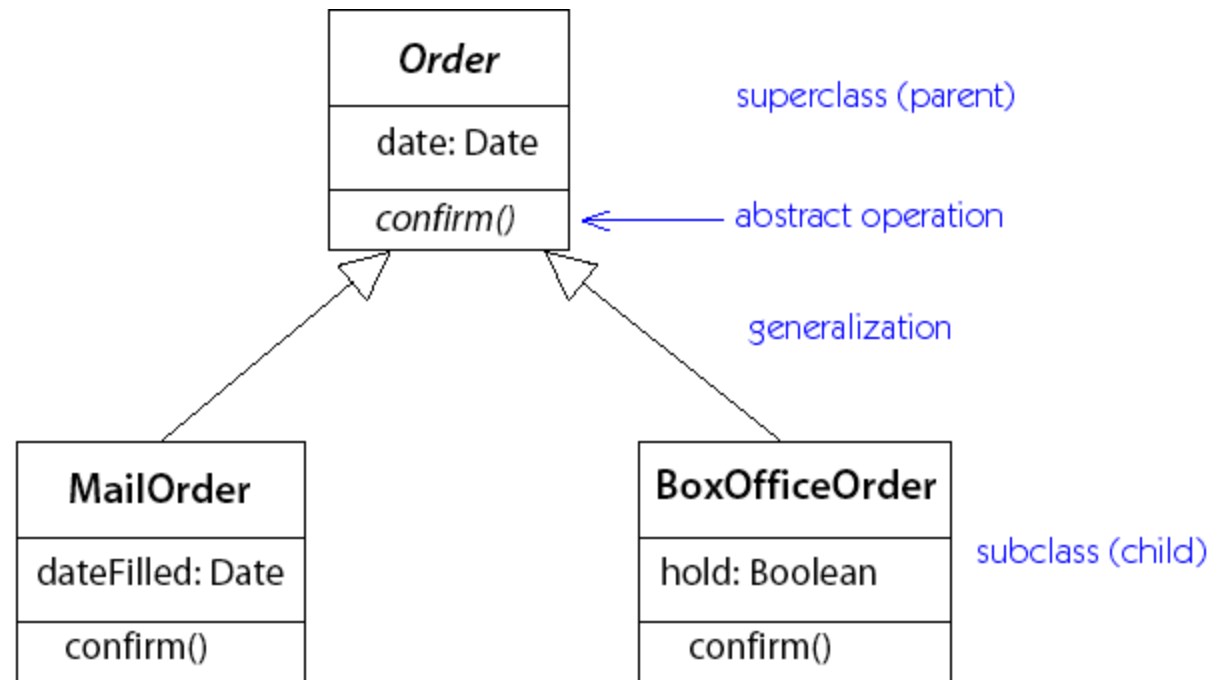 Order
superclass (parent)
date: Date
confirm()
abstract operation
generalization
MailOrder
BoxOfficeOrder
dateFilled: Date
hold: Boolean
subclass (child)
confirm()
confirm()